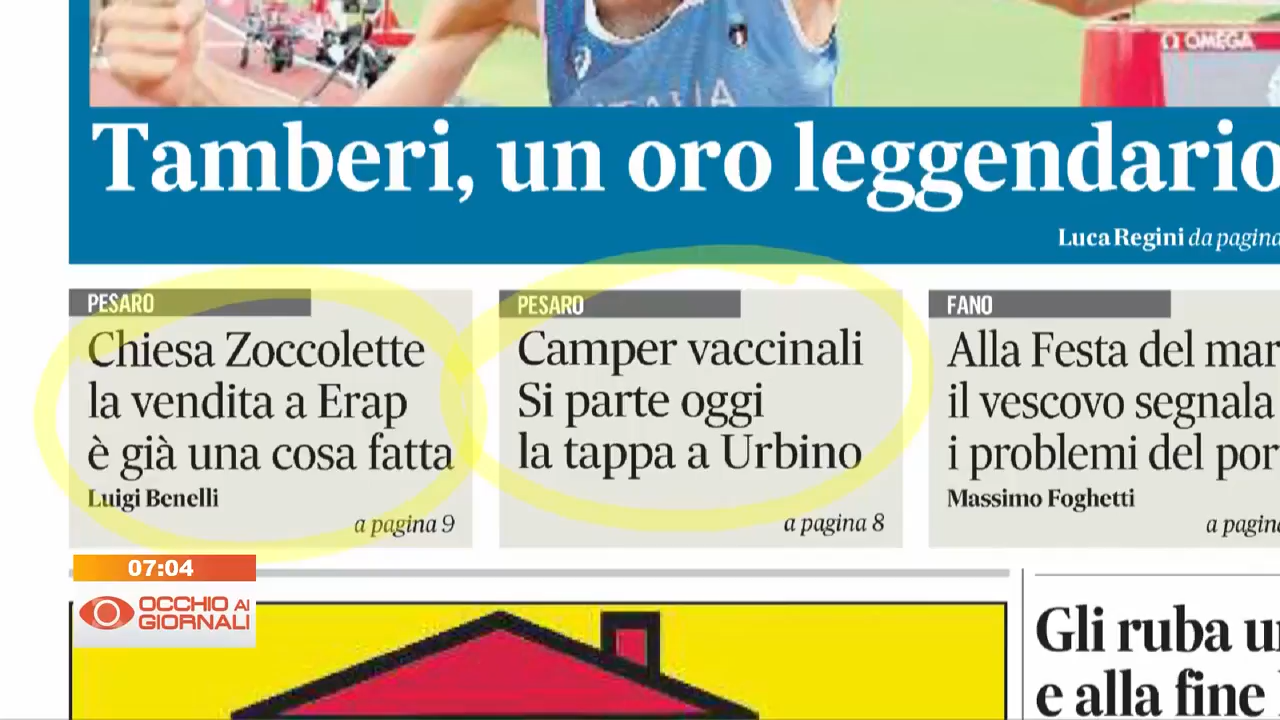 ITALIA
Ω OMEGA
Tamberi, un oro leggendario
Luca Regini da pagina
PESARO
Chiesa Zoccolette
la vendita a Erap
è già una cosa fatta
Luigi Benelli
a pagina 9
PESARO
Camper vaccinali
Si parte oggi
la tappa a Urbino
a pagina 8
FANO
Alla Festa del mar
il vescovo segnala
i problemi del por
Massimo Foghetti
a pagin
07:04
OCCHIO AI
GIORNALI
Gli ruba
e alla fine